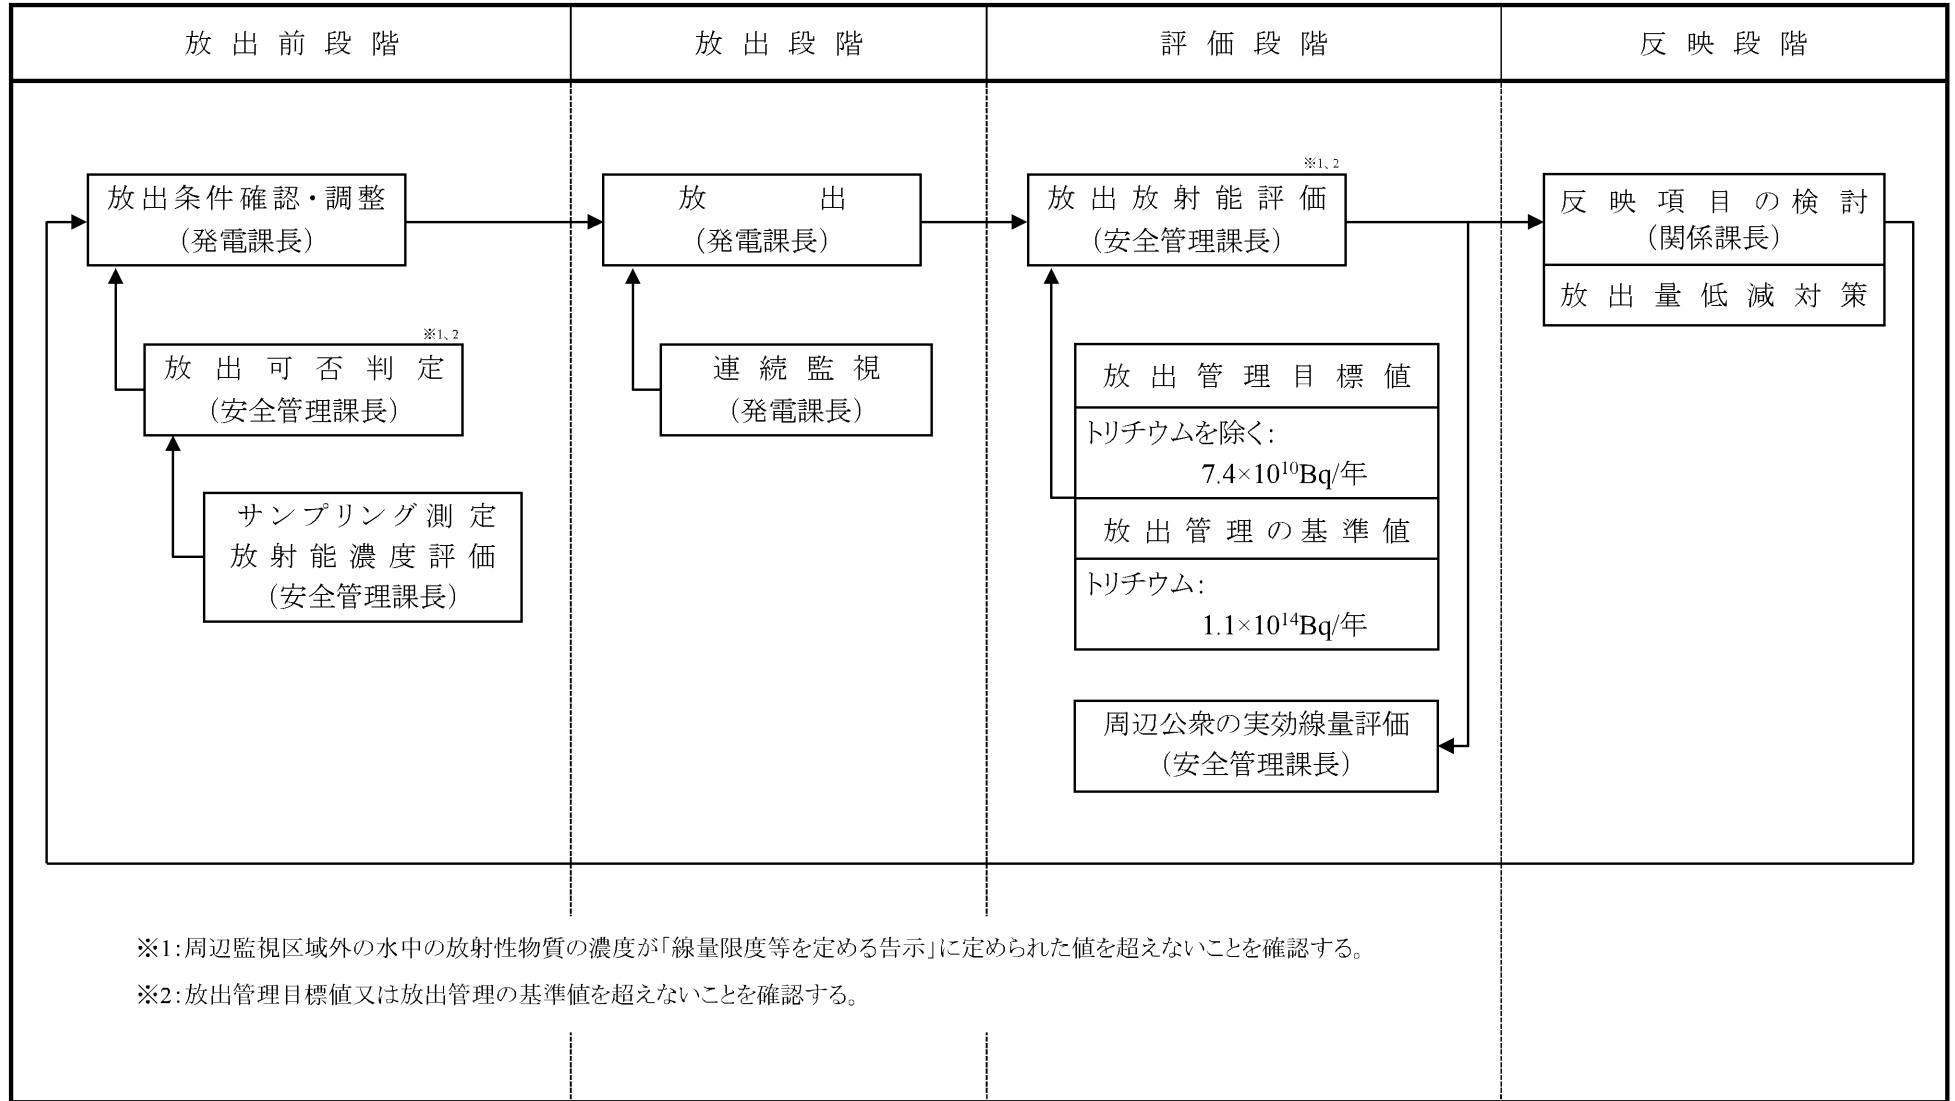 放出前段階
放出段階
評価段階
反映段階
放出条件確認・調整
(発電課長)
※1、2
放出可否判定
(安全管理課長)
サンプリング測定
放射能濃度評価
(安全管理課長)
放出
(発電課長)
連続監視
(発電課長)
※1、2
放出放射能評価
(安全管理課長)
放出管理目標値
トリチウムを除く:
7.4×10¹⁰Bq/年
放出管理の基準値
トリチウム:
1.1×10¹⁴Bq/年
周辺公衆の実効線量評価
(安全管理課長)
反映項目の検討
(関係課長)
放出量低減対策
※1:周辺監視区域外の水中の放射性物質の濃度が「線量限度等を定める告示」に定められた値を超えないことを確認する。
※2:放出管理目標値又は放出管理の基準値を超えないことを確認する。